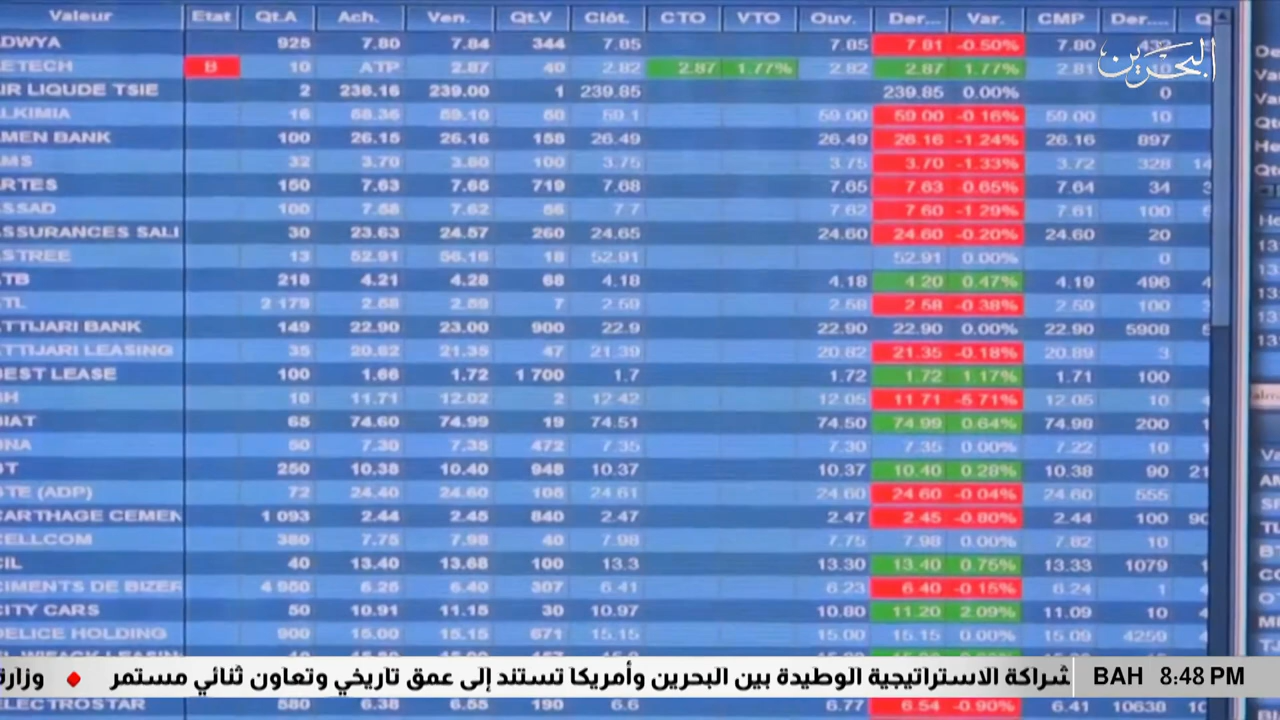 Valeur Etat Qt.A Ach. Ven. Qt.V Clôt. CTO VTO Ouv. Der... Var. CMP Der.... Q
ADWYA 925 7.80 7.84 344 7.85 7.85 7.81 -0.50% 7.80
البحرين
ETECH B 10 ATP 2.87 40 2.82 2.87 1.77% 2.82 2.87 1.77% 2.81
IR LIQUDE TSIE 2 236.16 239.00 1 239.85 239.85 0.00% 0
LKIMIA 16 59.10 59.1 59.00 59.00 -0.16% 59.00 10
MEN BANK 100 26.15 26.16 158 26.49 26.49 26.16 -1.24% 26.16 897
MS 32 3.70 3.80 100 3.75 3.75 3.70 -1.33% 3.72 328 14
RTES 150 7.63 7.65 719 7.68 7.65 7.63 -0.65% 7.64 34
SSAD 100 7.58 7.62 7.7 7.62 7.60 -1.29% 7.61 100
SSURANCES SALI 30 23.63 24.57 260 24.65 24.60 24.60 -0.20% 24.60 20
STREE 13 52.91 56.16 18 52.91 52.91 0.00% 0
TB 218 4.21 4.28 68 4.18 4.18 4.20 0.47% 4.19 496
TL 2 179 2.58 2.59 7 2.59 2.58 2.58 -0.38% 2.59 100
TTIJARI BANK 149 22.90 23.00 900 22.9 22.90 22.90 0.00% 22.90 5908
TTIJARI LEASING 35 20.82 21.35 47 21.39 20.82 21.35 -0.18% 20.89 3
BEST LEASE 100 1.66 1.72 1 700 1.7 1.72 1.72 1.17% 1.71 100
BH 10 11.71 12.02 2 12.42 12.05 11.71 -5.71% 12.05 10
BIAT 65 74.60 74.99 19 74.51 74.50 74.99 0.64% 74.98 200
BNA 50 7.30 7.35 472 7.35 7.30 7.35 0.00% 7.22 10
BT 250 10.38 10.40 948 10.37 10.37 10.40 0.28% 10.38 90 21
TE (ADP) 72 24.40 24.60 24.61 24.60 24.60 -0.04% 24.60 555
CARTHAGE CEMEN 1 093 2.44 2.45 840 2.47 2.47 2.45 -0.80% 2.44 100 90
CELLCOM 380 7.75 7.98 40 7.98 7.75 7.98 0.00% 7.82 10
CIL 40 13.40 13.68 100 13.3 13.30 13.40 0.75% 13.33 1079
CIMENTS DE BIZER 4 950 6.25 6.40 307 6.41 6.23 6.40 -0.15% 6.24 1
CITY CARS 50 10.91 11.15 30 10.97 10.80 11.20 2.09% 11.09 10
DELICE HOLDING 900 15.00 15.15 671 15.15 15.00 15.15 0.00% 15.09 4259
شراكة الاستراتيجية الوطيدة بين البحرين وأمريكا تستند إلى عمق تاريخي وتعاون ثنائي مستمر ♦ وزارة
BAH 8:48 PM
ELECTROSTAR 580 6.38 6.55 190 6.6 6.77 6.54 -0.90% 6.41 10638